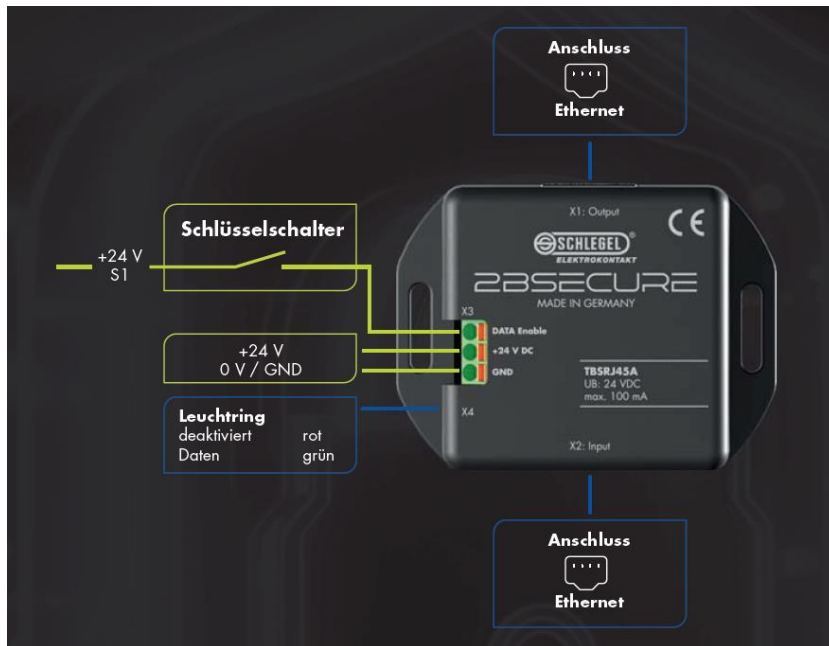 Anschluss
Ethernet
X1: Output
CE
SCHLEGEL®
ELEKTROKONTAKT
2BSECURE
MADE IN GERMANY
Schlüsselschalter
+24 V
S1
X3
DATA Enable
+24 V DC
GND
+24 V
0 V / GND
TBSRJ45A
UB: 24 VDC
max. 100 mA
Leuchtring
deaktiviert rot
Daten grün
X4
X2: Input
Anschluss
Ethernet